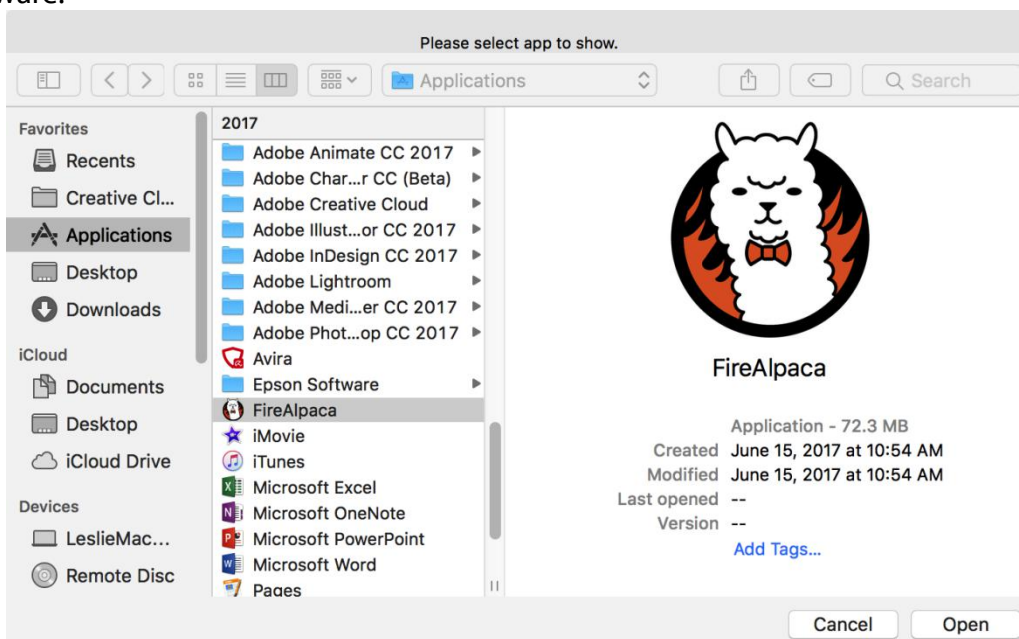 ware.
Please select app to show.
Applications
Search
Favorites
Recents
Creative Cl...
Applications
Desktop
Downloads
iCloud
Documents
Desktop
iCloud Drive
Devices
LeslieMac...
Remote Disc
2017
Adobe Animate CC 2017
Adobe Char...r CC (Beta)
Adobe Creative Cloud
Adobe Illust...or CC 2017
Adobe InDesign CC 2017
Adobe Lightroom
Adobe Medi...er CC 2017
Adobe Phot...op CC 2017
Avira
Epson Software
FireAlpaca
iMovie
iTunes
Microsoft Excel
Microsoft OneNote
Microsoft PowerPoint
Microsoft Word
Pages
FireAlpaca
Application - 72.3 MB
Created June 15, 2017 at 10:54 AM
Modified June 15, 2017 at 10:54 AM
Last opened --
Version --
Add Tags...
Cancel
Open